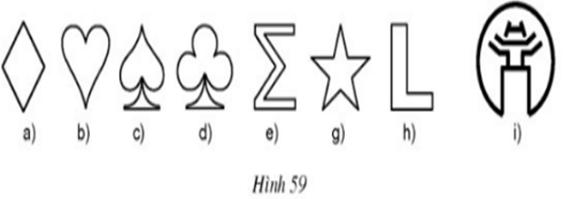 a) b) c) d) e) g) h) i)
Hình 59